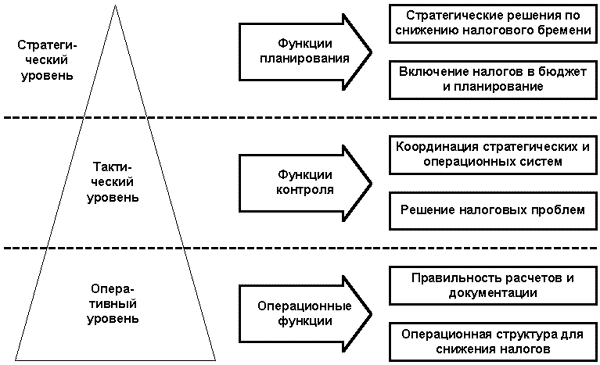 Стратеги-
ческий
уровень
Функции
планирования
Стратегические решения по
снижению налогового бремени
Включение налогов в бюджет
и планирование
Такти-
ческий
уровень
Функции
контроля
Координация стратегических и
операционных систем
Решение налоговых проблем
Опера-
тивный
уровень
Операционные
функции
Правильность расчетов и
документации
Операционная структура для
снижения налогов